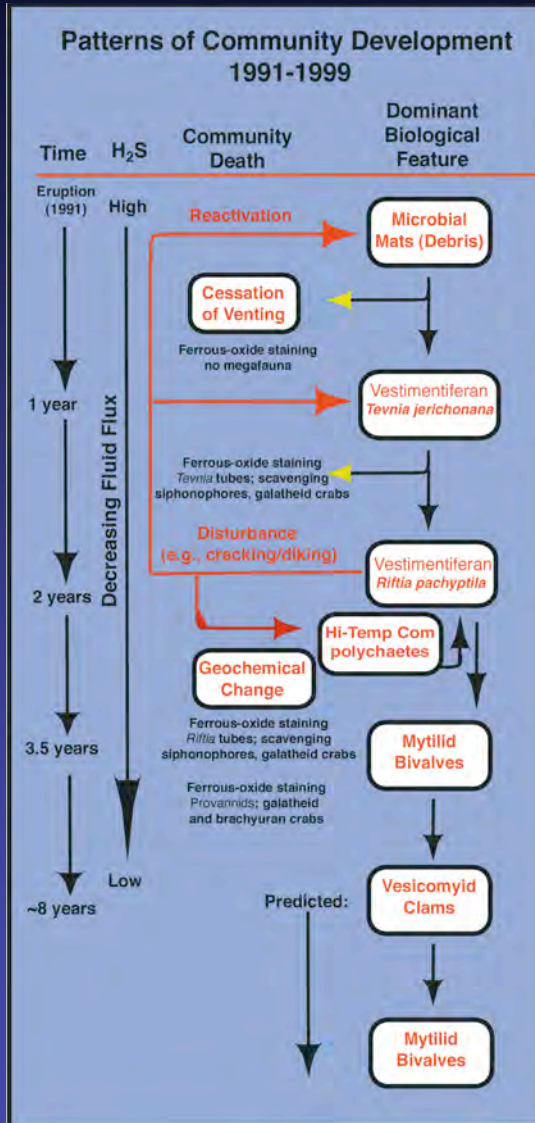 Patterns of Community Development
1991-1999
Time
H₂S
Community
Death
Dominant
Biological
Feature
Eruption
(1991)
High
Reactivation
Microbial
Mats (Debris)
Cessation
of Venting
Ferrous-oxide staining
no megafauna
1 year
Decreasing Fluid Flux
Vestimentiferan
Tevnia jerichonana
Ferrous-oxide staining
Tevnia tubes; scavenging
siphonophores, galatheid crabs
Disturbance
(e.g., cracking/diking)
2 years
Vestimentiferan
Riftia pachyptila
Hi-Temp Com
polychaetes
Geochemical
Change
Ferrous-oxide staining
Riftia tubes; scavenging
siphonophores, galatheid crabs
3.5 years
Mytilid
Bivalves
Ferrous-oxide staining
Provannids; galatheid
and brachyuran crabs
Low
~8 years
Predicted:
Vesicomyid
Clams
Mytilid
Bivalves